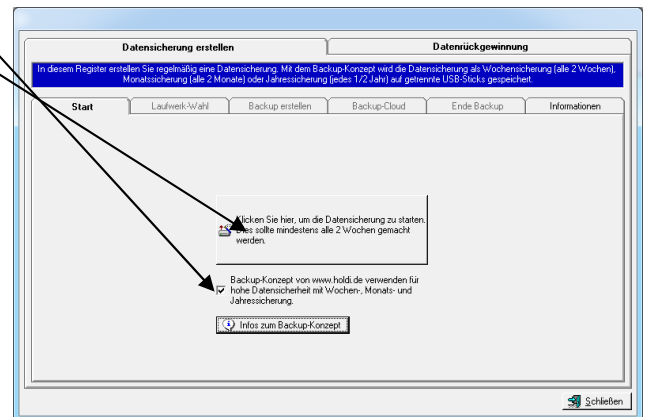 Datensicherung erstellen
Datenrückgewinnung
In diesem Register erstellen Sie regelmäßig eine Datensicherung. Mit dem Backup-Konzept wird die Datensicherung als Wochensicherung (alle 2 Wochen),
Monatssicherung (alle 2 Monate) oder Jahressicherung (jedes 1/2 Jahr) auf getrennte USB-Sticks gespeichert.
Start
Laufwerk-Wahl
Backup erstellen
Backup-Cloud
Ende Backup
Informationen
Klicken Sie hier, um die Datensicherung zu starten.
Dies sollte mindestens alle 2 Wochen gemacht
werden.
Backup-Konzept von www.holdi.de verwenden für
hohe Datensicherheit mit Wochen-, Monats- und
Jahressicherung.
Infos zum Backup-Konzept
Schließen